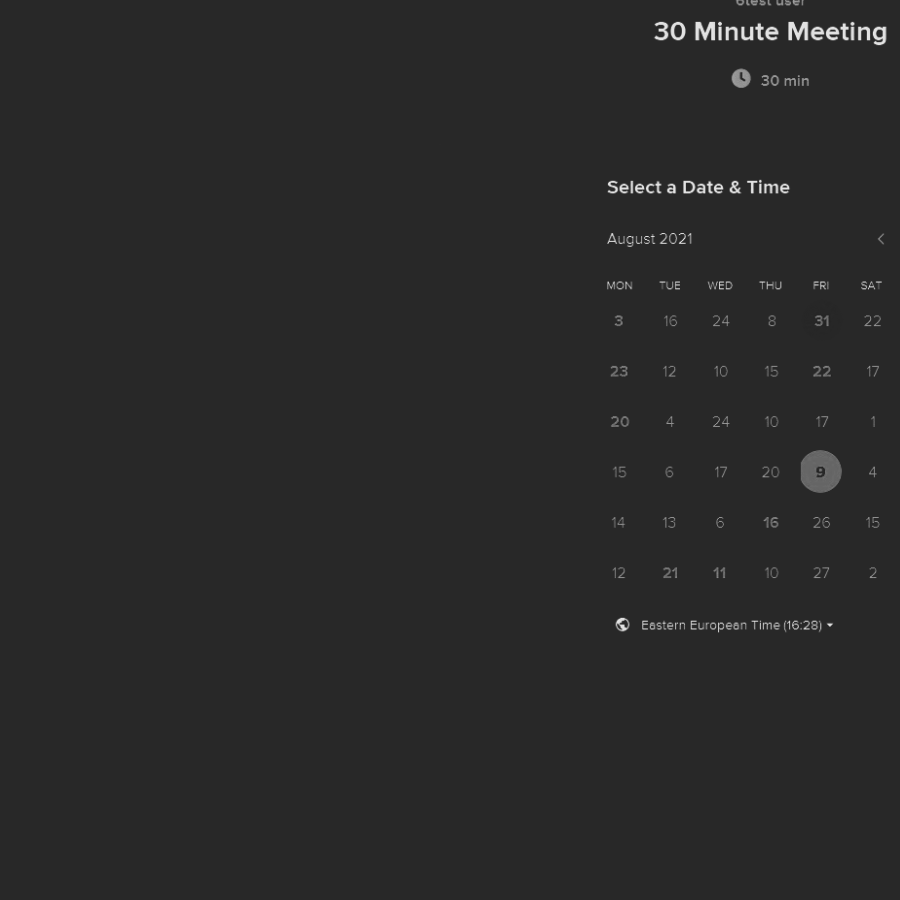 6test user
30 Minute Meeting
30 min
Select a Date & Time
August 2021
MON TUE WED THU FRI SAT
3 16 24 8 31 22
23 12 10 15 22 17
20 4 24 10 17 1
15 6 17 20 9 4
14 13 6 16 26 15
12 21 11 10 27 2
Eastern European Time (16:28)